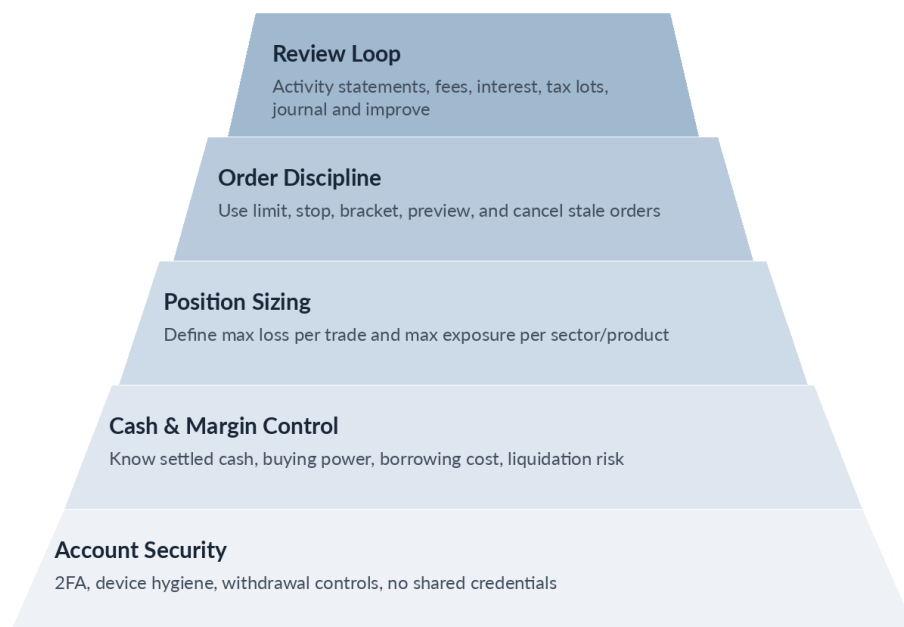 Review Loop
Activity statements, fees, interest, tax lots,
journal and improve
Order Discipline
Use limit, stop, bracket, preview, and cancel stale orders
Position Sizing
Define max loss per trade and max exposure per sector/product
Cash & Margin Control
Know settled cash, buying power, borrowing cost, liquidation risk
Account Security
2FA, device hygiene, withdrawal controls, no shared credentials